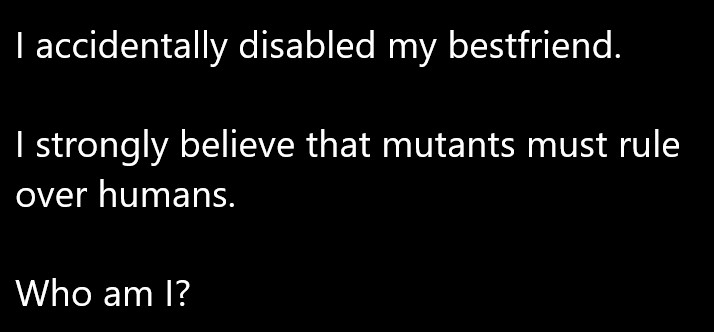 I accidentally disabled my bestfriend.
I strongly believe that mutants must rule
over humans.
Who am I?